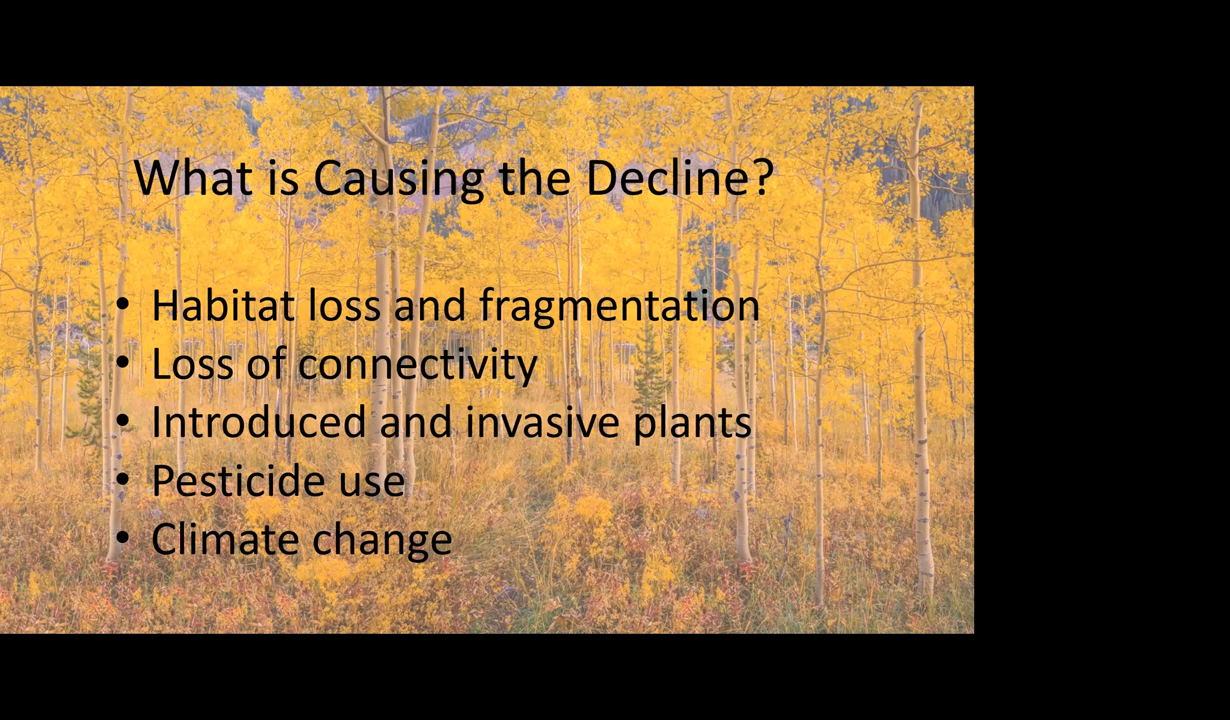 What is Causing the Decline?
• Habitat loss and fragmentation
• Loss of connectivity
• Introduced and invasive plants
• Pesticide use
• Climate change